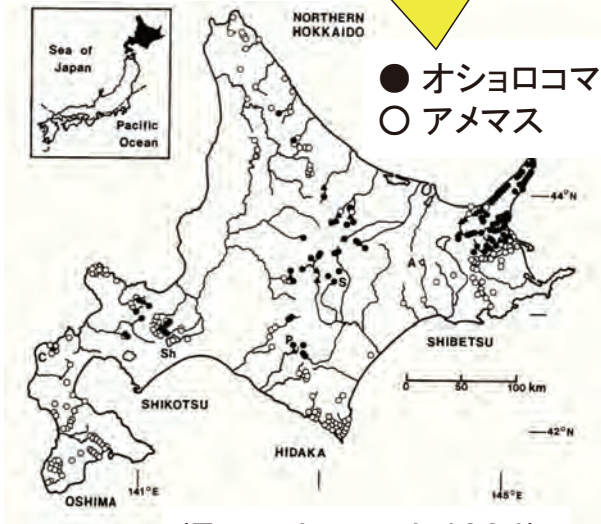 NORTHERN
HOKKAIDO
Sea of
Japan
Pacific
Ocean
● オショロコマ
○ アメマス
44°N
A
S
P
C
Sh
SHIBETSU
SHIKOTSU
0 50 100 km
42°N
HIDAKA
OSHIMA
141°E
145°E